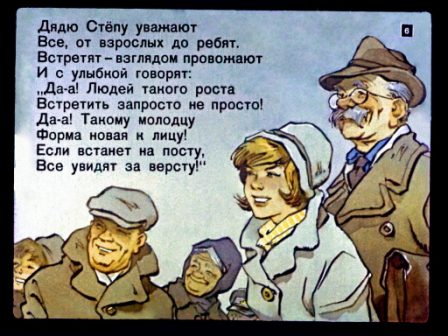 Дядю Стёпу уважают
Все, от взрослых до ребят.
Встретят – взглядом провожают
И с улыбкой говорят:
„Да-а! Людей такого роста
Встретить запросто не просто!
Да-а! Такому молодцу
Форма новая к лицу!
Если встанет на посту,
Все увидят за версту!“
6